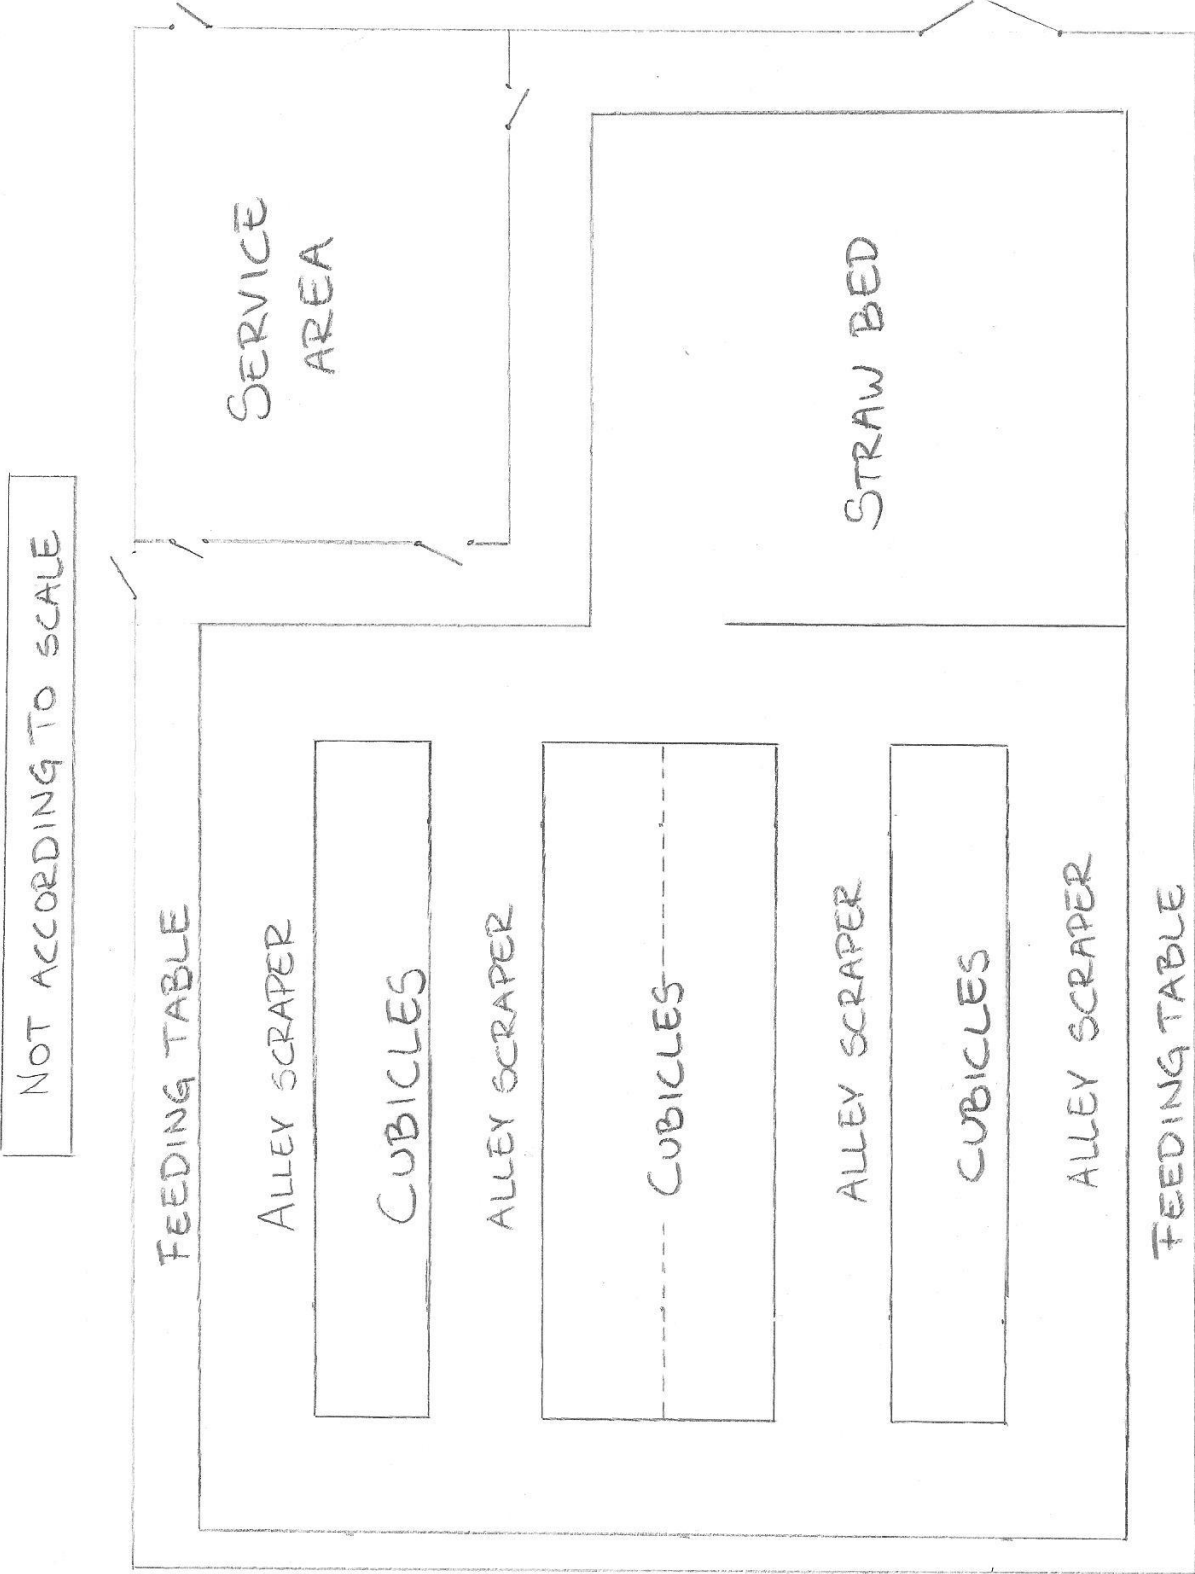 NOT ACCORDING TO SCALE
FEEDING TABLE
SERVICE
AREA
ALLEY SCRAPER
CUBICLES
ALLEY SCRAPER
CUBICLES
ALLEY SCRAPER
STRAW BED
CUBICLES
ALLEY SCRAPER
FEEDING TABLE